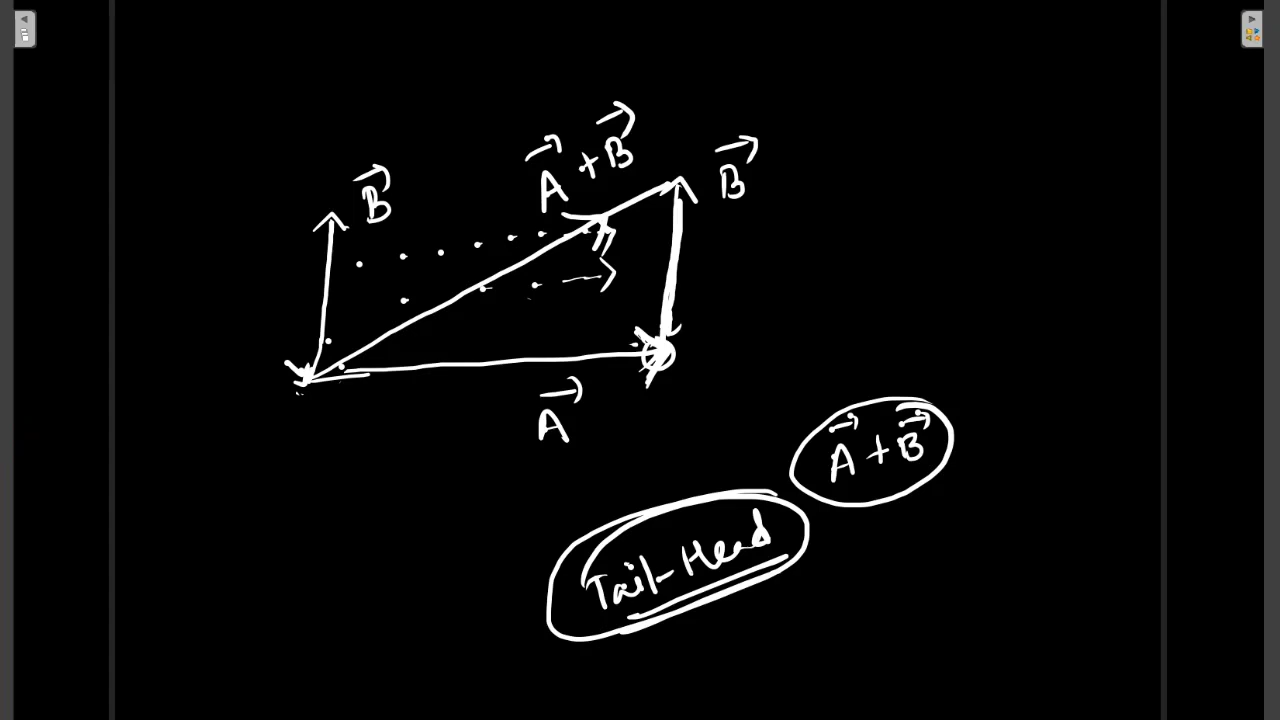 A + B
B
B
A
A + B
Tail-Head